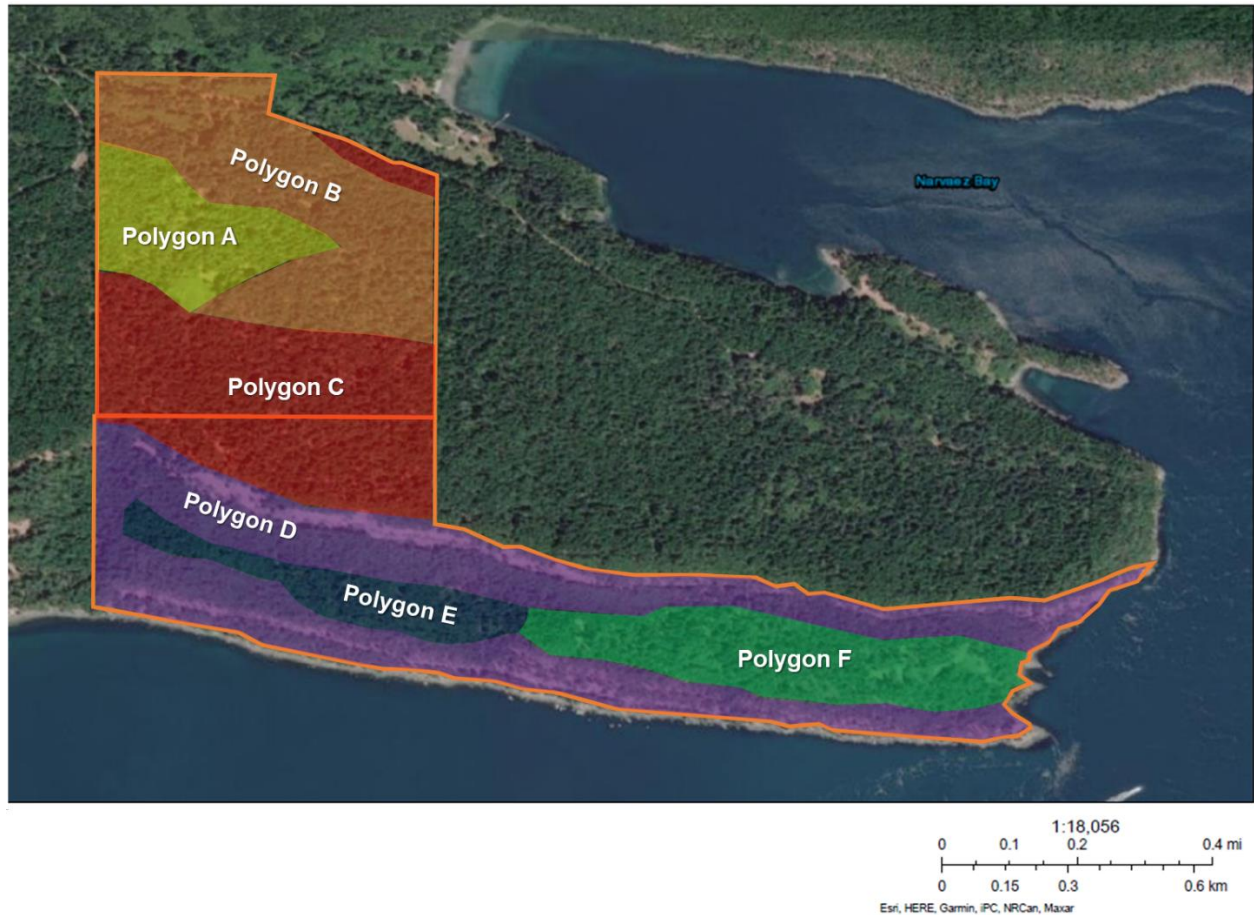 Polygon B
Narvaez Bay
Polygon A
Polygon C
Polygon D
Polygon E
Polygon F
1:18,056
0 0.1 0.2 0.4 mi
0 0.15 0.3 0.6 km
Esri, HERE, Garmin, iPC, NRCan, Maxar